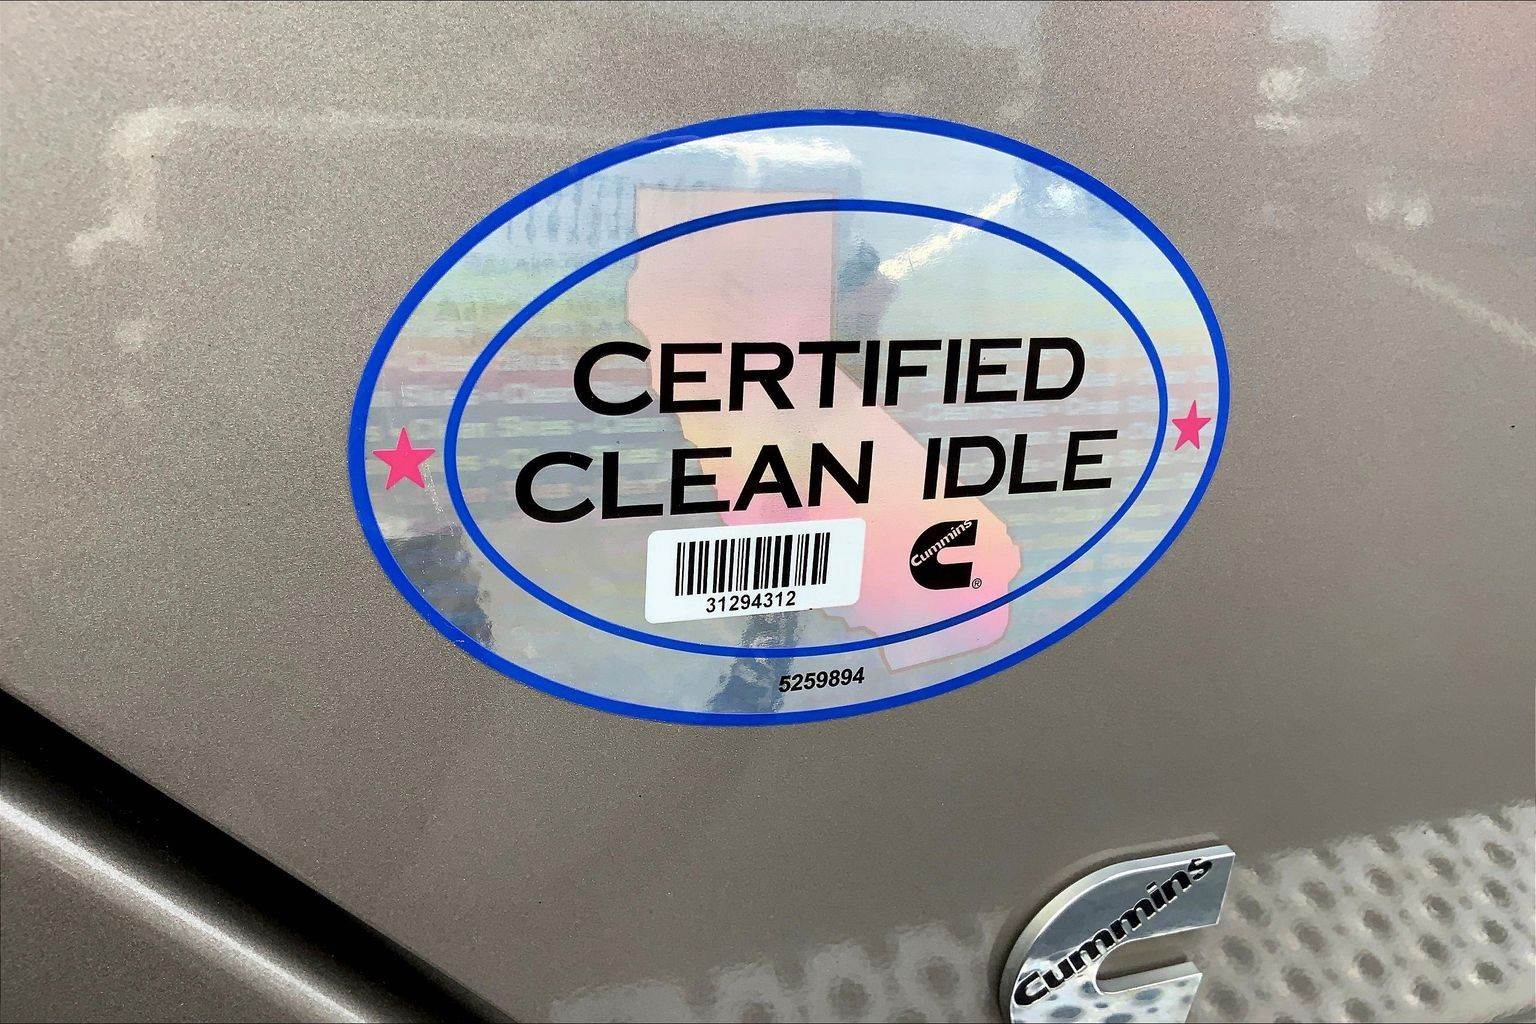 CERTIFIED
CLEAN IDLE
Cummins
®
31294312
5259894
Cummins